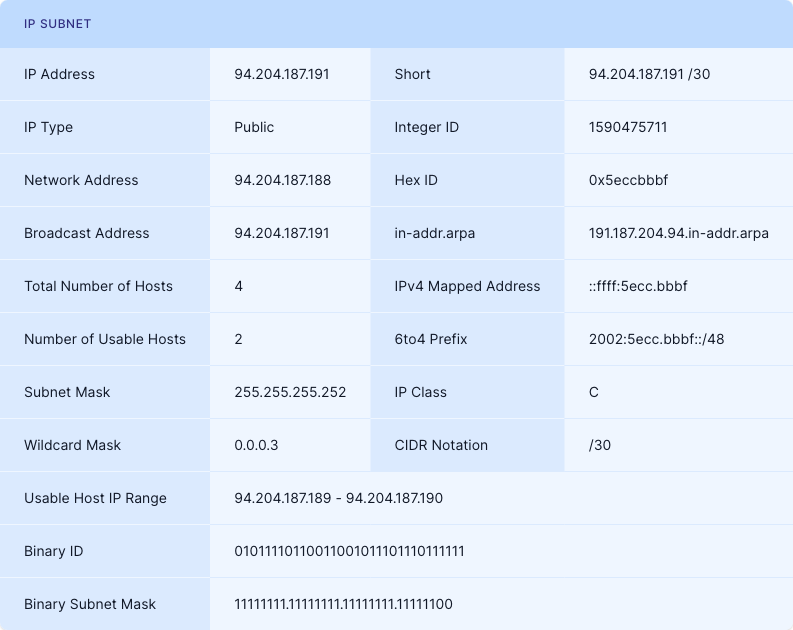 IP SUBNET
IP Address 94.204.187.191 Short 94.204.187.191 /30
IP Type Public Integer ID 1590475711
Network Address 94.204.187.188 Hex ID 0x5eccbbbf
Broadcast Address 94.204.187.191 in-addr.arpa 191.187.204.94.in-addr.arpa
Total Number of Hosts 4 IPv4 Mapped Address ::ffff:5ecc.bbbf
Number of Usable Hosts 2 6to4 Prefix 2002:5ecc.bbbf::/48
Subnet Mask 255.255.255.252 IP Class C
Wildcard Mask 0.0.0.3 CIDR Notation /30
Usable Host IP Range 94.204.187.189 - 94.204.187.190
Binary ID 01011110110011001011101110111111
Binary Subnet Mask 11111111.11111111.11111111.11111100